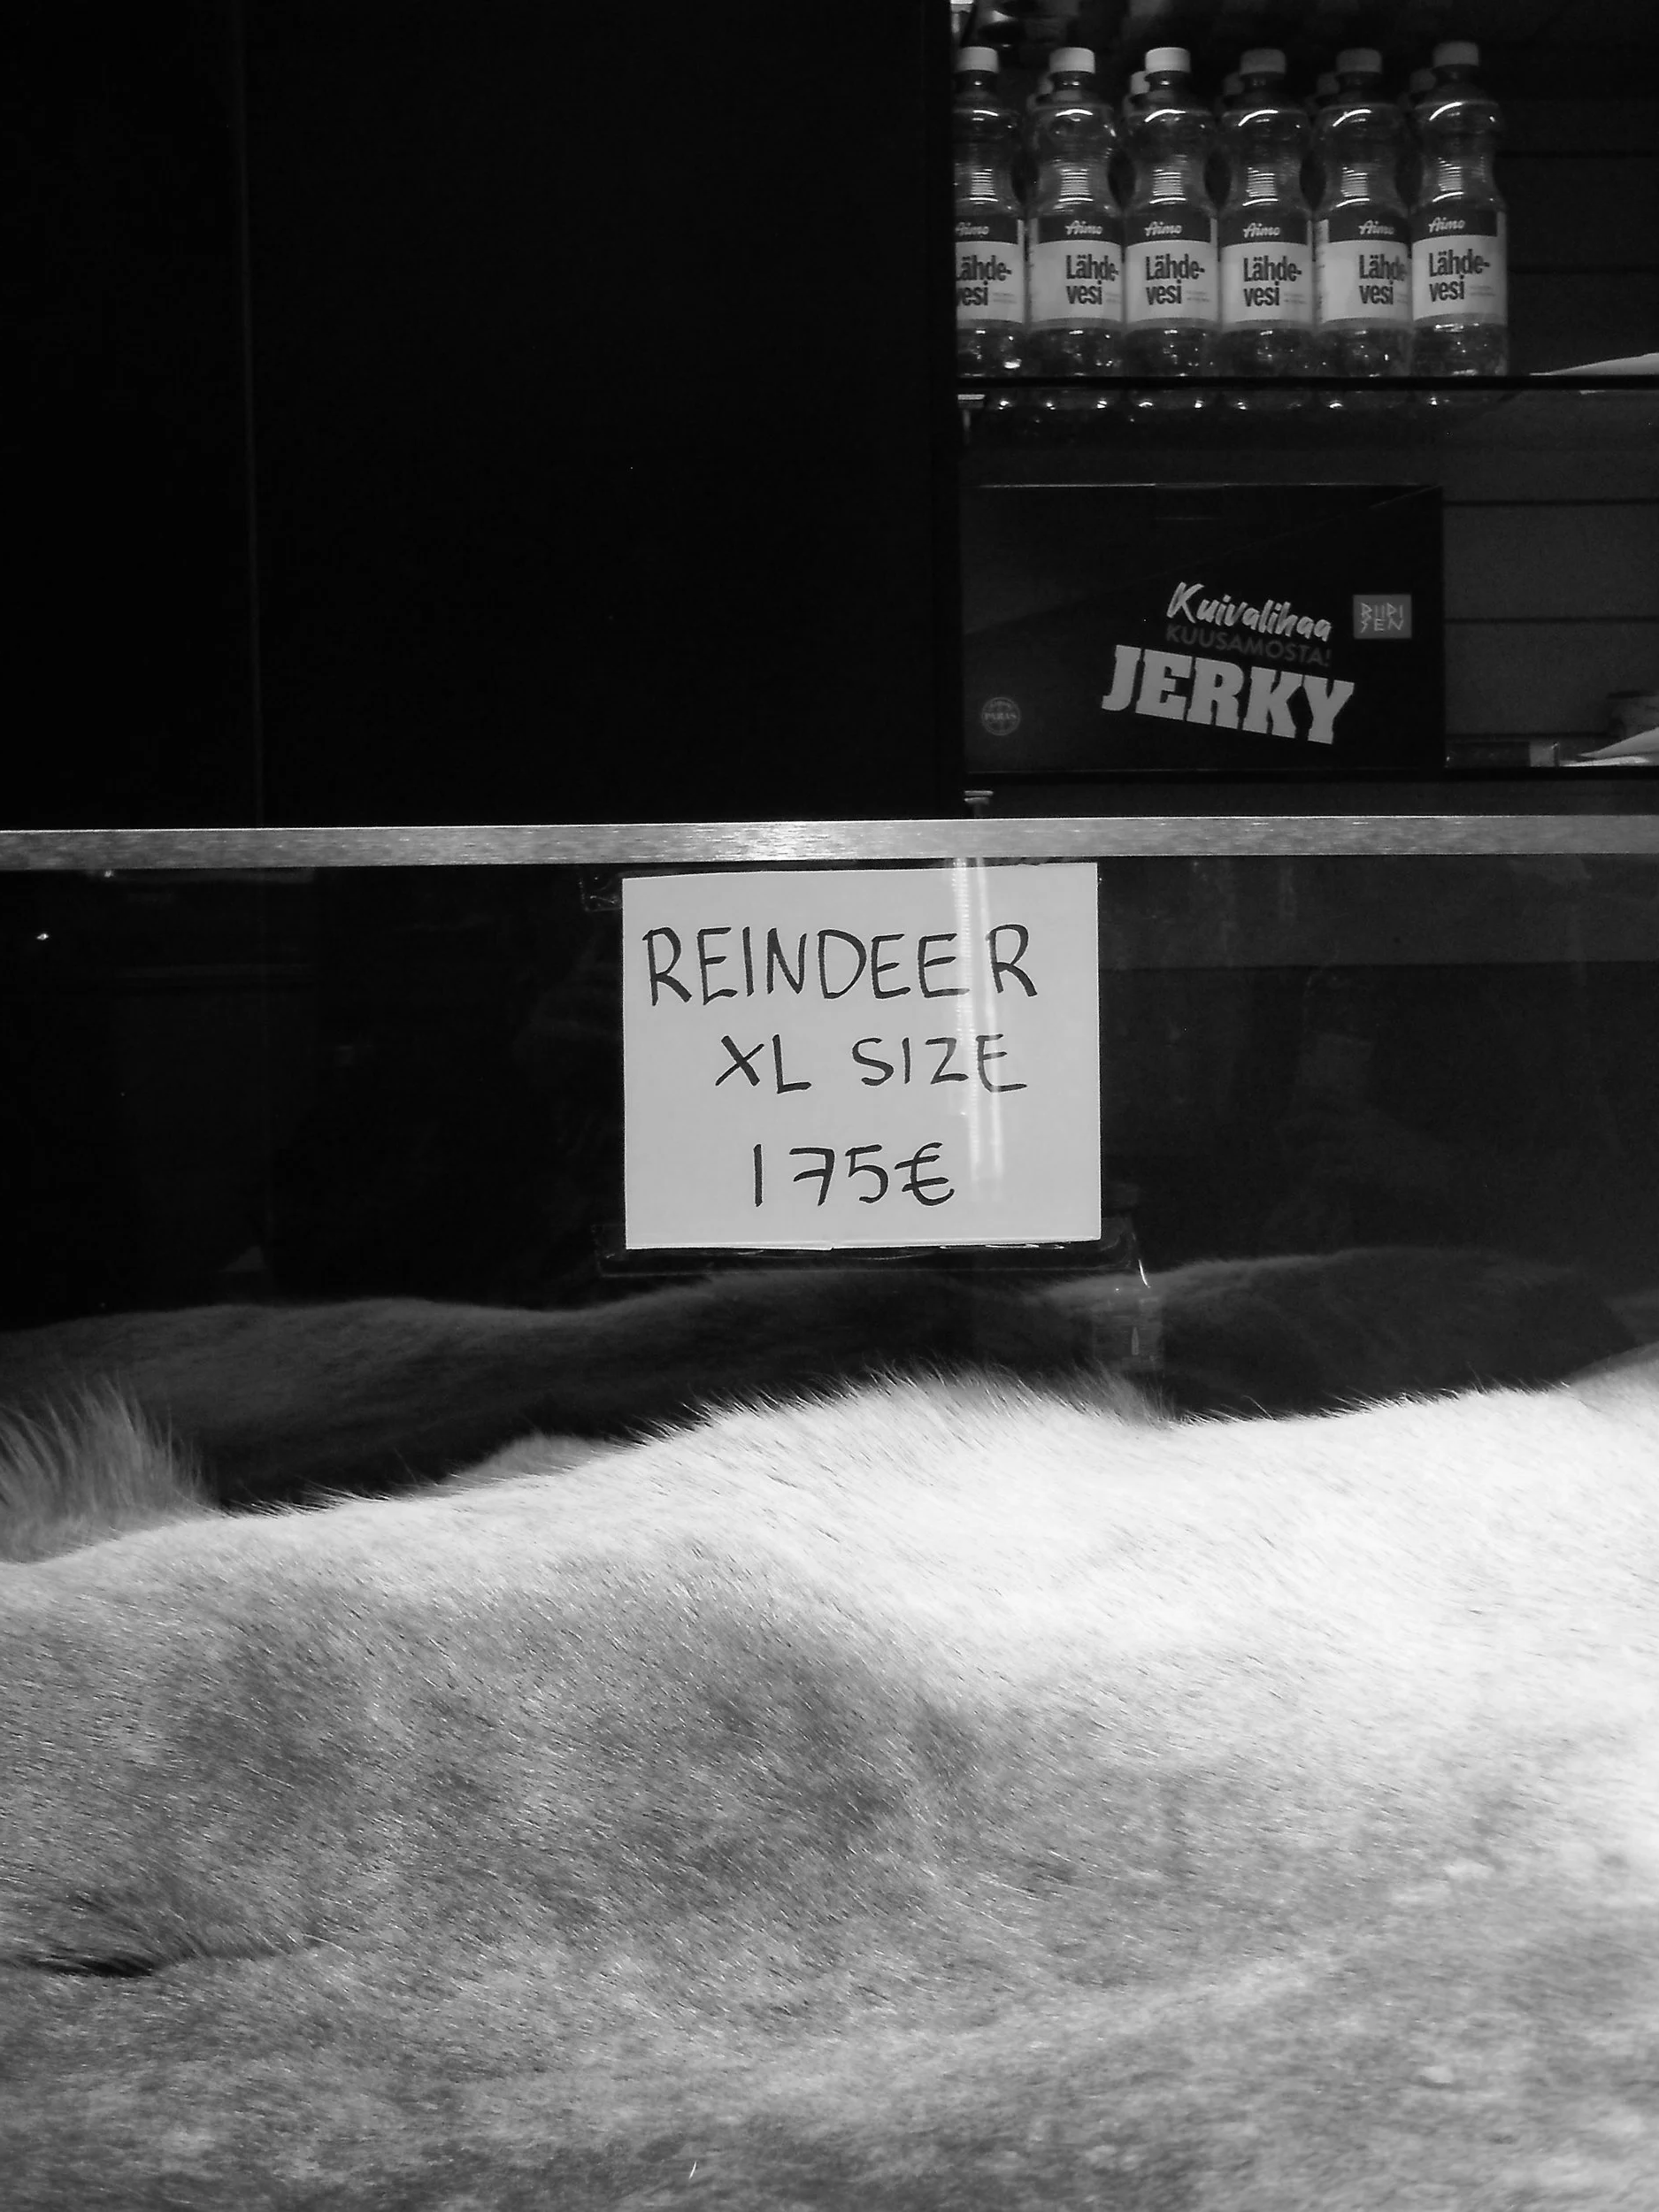 Aimo Aimo Aimo Aimo Aimo Aimo
Lähde- Lähde- Lähde- Lähde- Lähde- Lähde-
vesi vesi vesi vesi vesi vesi
Kuivalihaa
KUUSAMOSTA!
JERKY
REINDEER
XL SIZE
175€